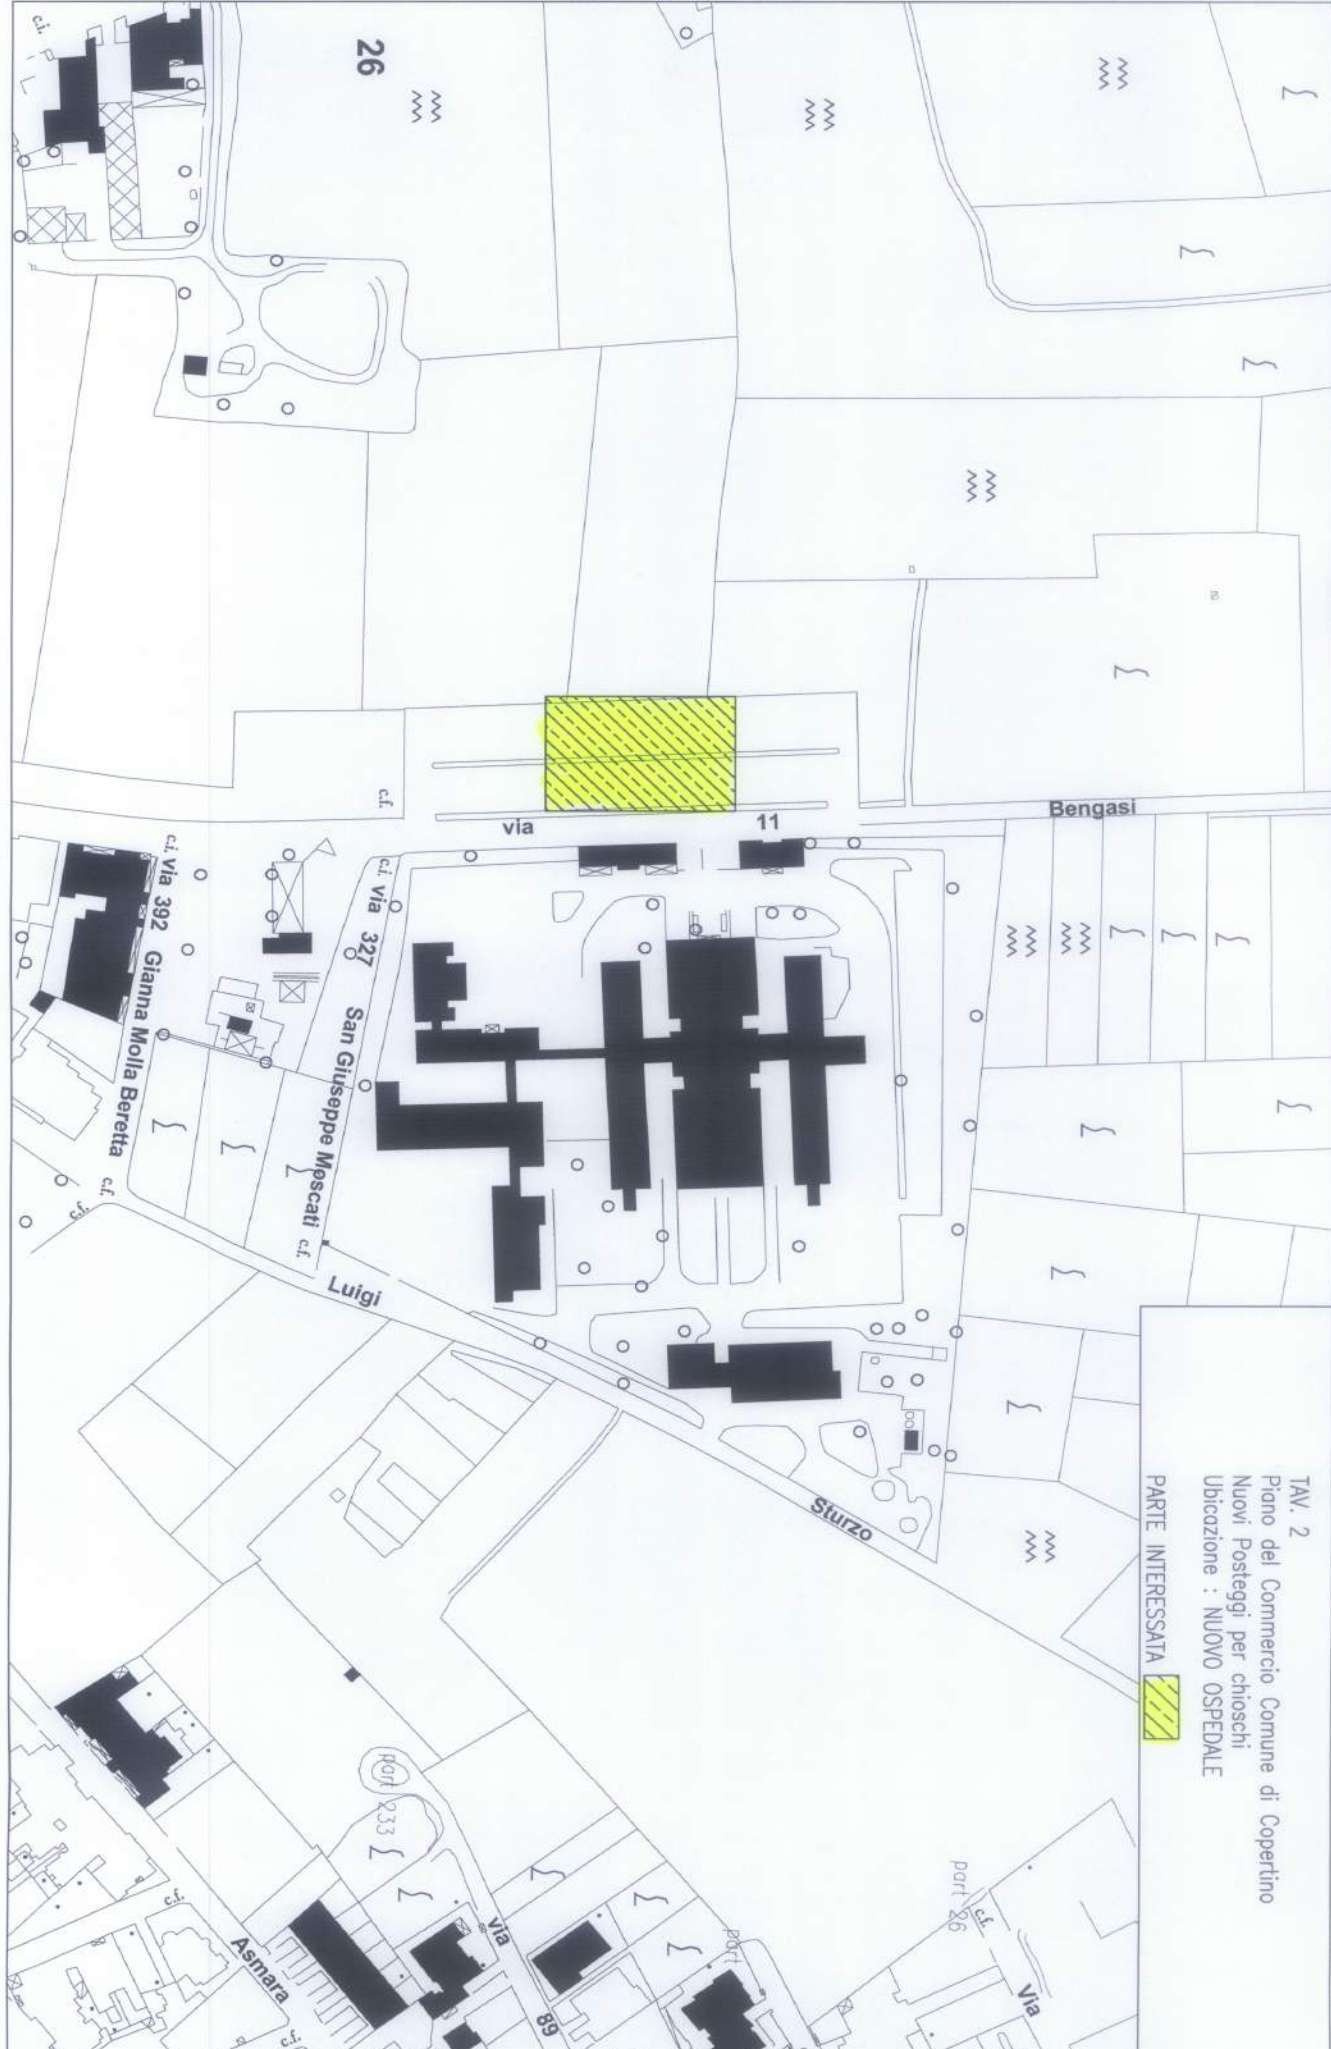 TAV. 2
Piano del Commercio Comune di Copertino
Nuovi Posteggi per chioschi
Ubicazione : NUOVO OSPEDALE
PARTE INTERESSATA
26
c.i.
via 11 Bengasi
c.f.
c.i. via 392 Gianna Molla Beretta c.f.
c.i. via 327 San Giuseppe Moscati c.f.
c.f.
Luigi Sturzo
part 233
part 26
part
via 89
c.f.
Via
c.f.
Asmara
c.f.